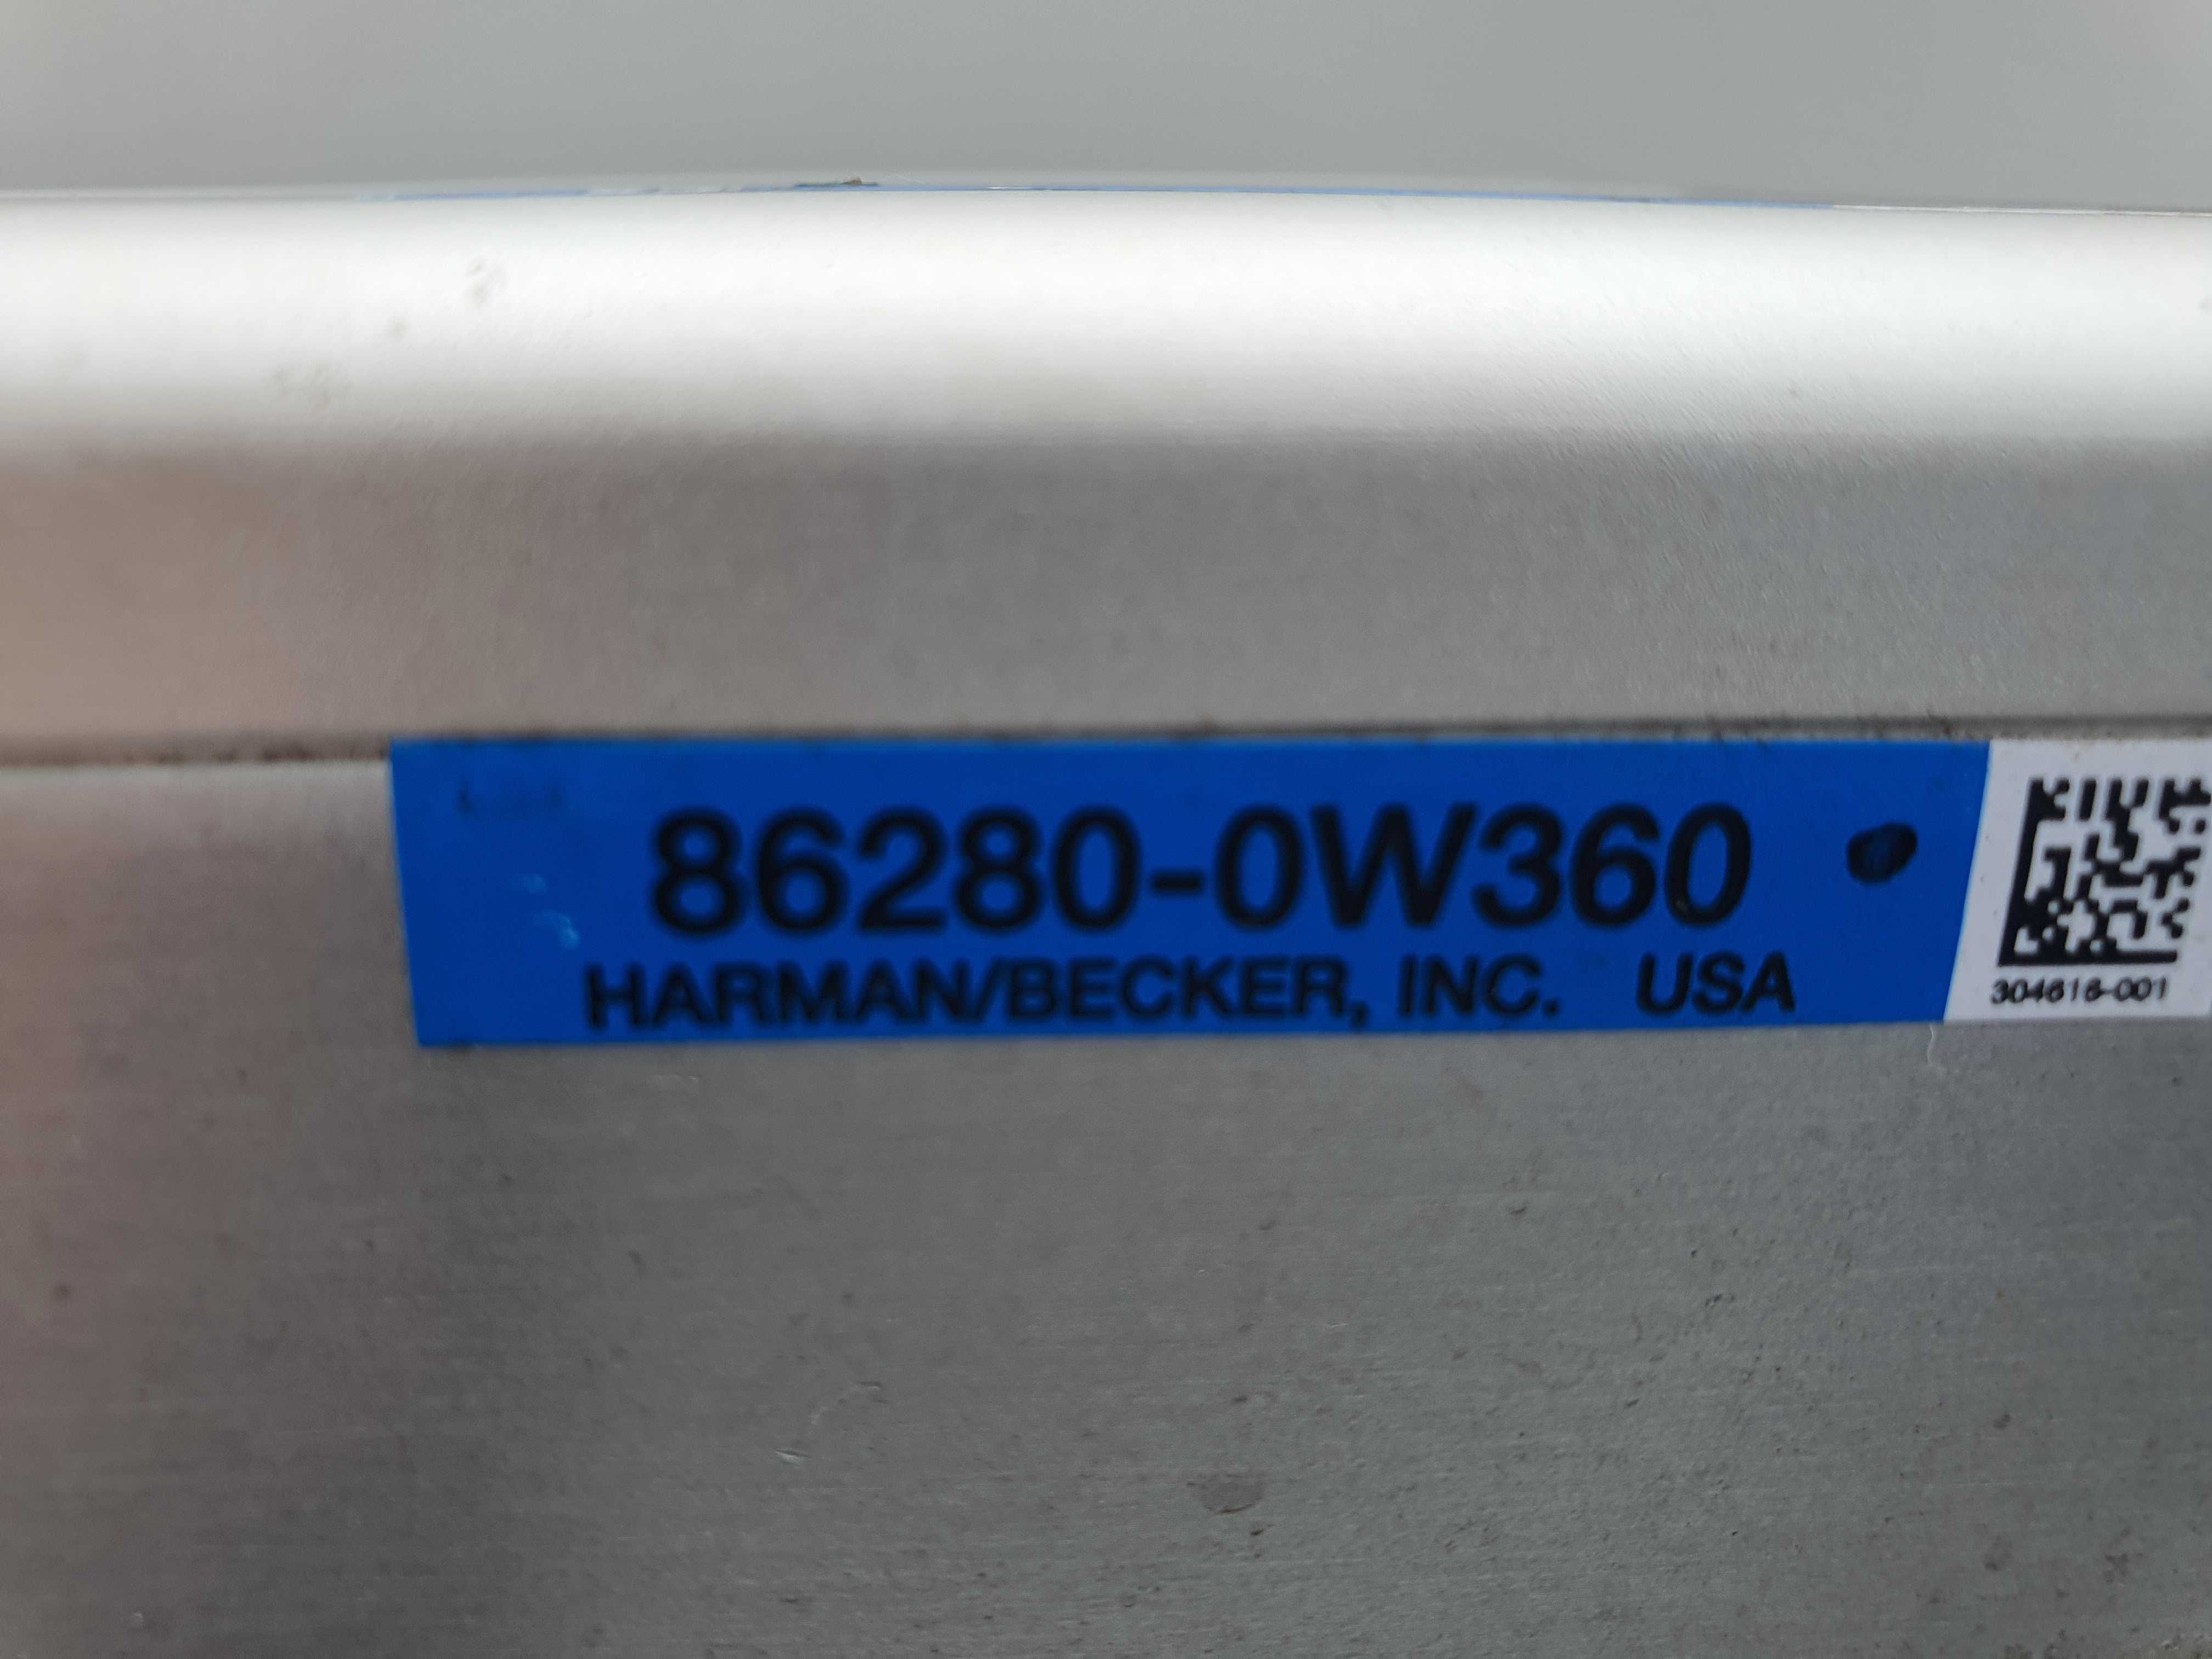 86280-0W360
HARMAN/BECKER, INC. USA
304616-001